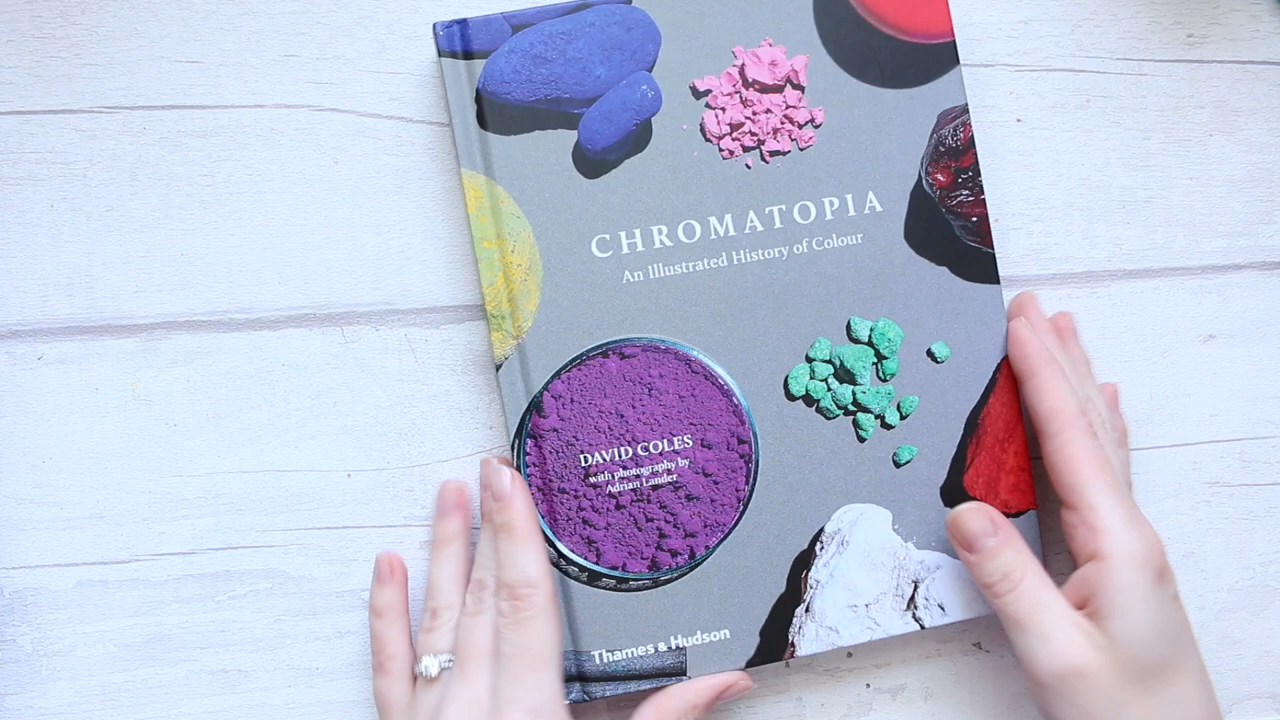 CHROMATOPIA
An Illustrated History of Colour
DAVID COLES
with photography by
Adrian Lander
Thames & Hudson